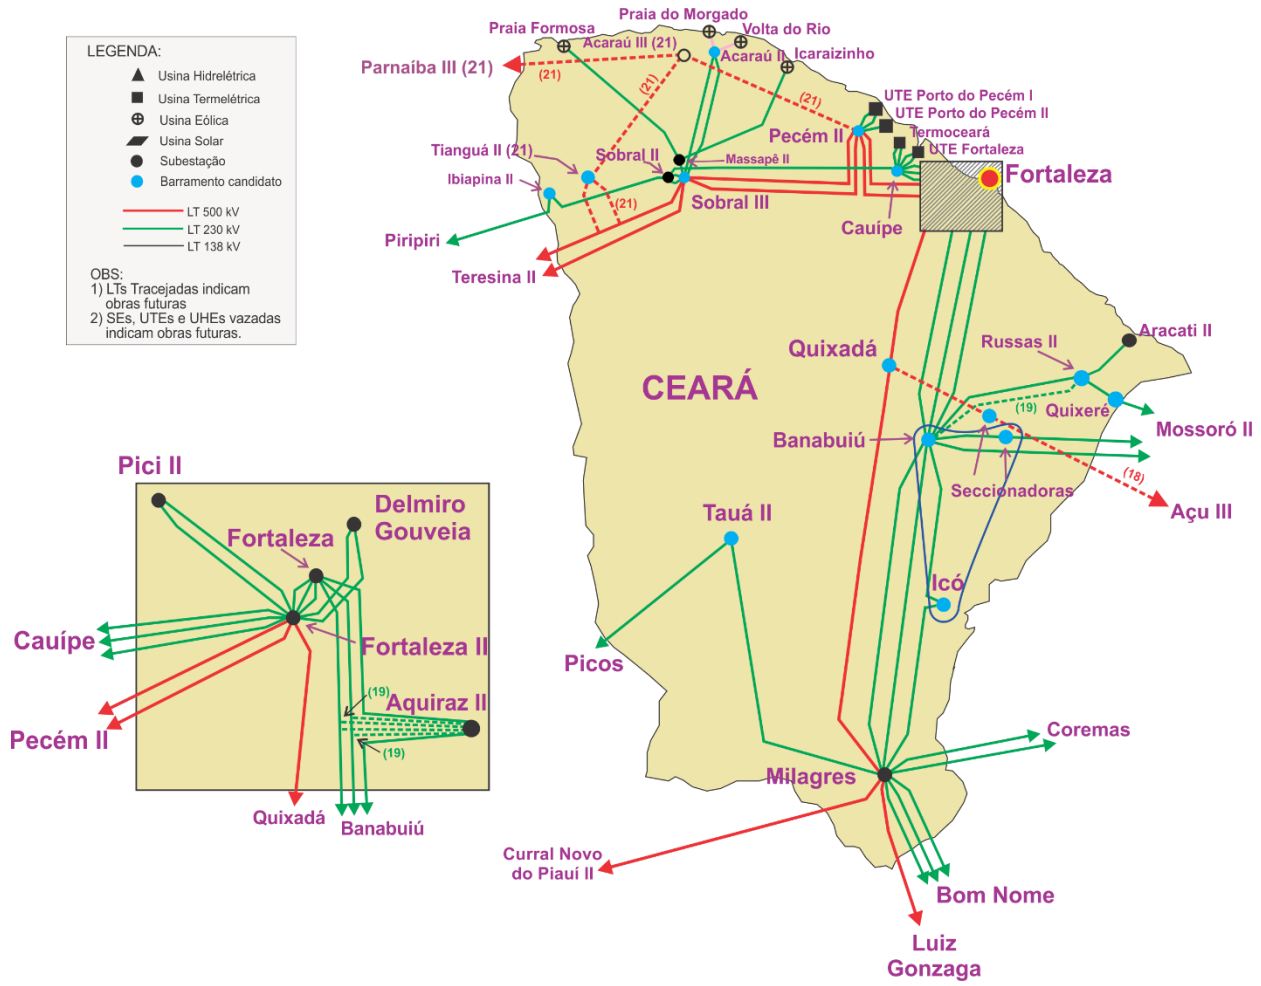 LEGENDA:
Usina Hidrelétrica
Usina Termelétrica
Usina Eólica
Usina Solar
Subestação
Barramento candidato
LT 500 kV
LT 230 kV
LT 138 kV
OBS:
1) LTs Tracejadas indicam
obras futuras
2) SEs, UTEs e UHEs vazadas
indicam obras futuras.
Praia do Morgado
Praia Formosa
Volta do Rio
Acaraú III (21)
Acaraú II
Icaraizinho
Parnaíba III (21)
(21)
(21)
(21)
UTE Porto do Pecém I
UTE Porto do Pecém II
Pecém II
Termoceará
UTE Fortaleza
Tianguá II (21)
Sobral II
Massapê II
Fortaleza
Ibiapina II
(21)
Sobral III
Cauípe
Piripiri
Teresina II
Aracati II
Russas II
Quixadá
CEARÁ
(19)
Quixeré
Mossoró II
Banabuiú
(18)
Seccionadoras
Açu III
Tauá II
Icó
Picos
Coremas
Milagres
Curral Novo
do Piauí II
Bom Nome
Luiz
Gonzaga
Pici II
Delmiro
Gouveia
Fortaleza
Cauípe
Fortaleza II
(19)
Aquiraz II
Pecém II
(19)
Quixadá
Banabuiú